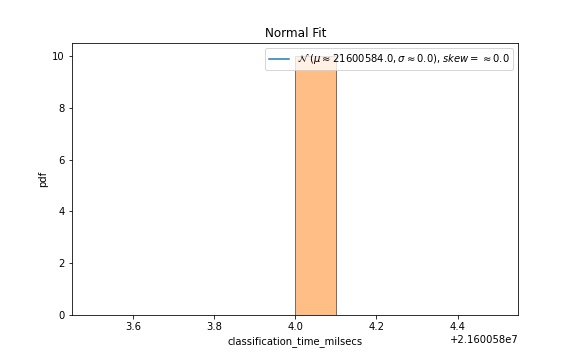 Normal Fit
𝒩(μ ≈ 21600584.0, σ ≈ 0.0), skew = ≈ 0.0
10
8
6
4
2
0
pdf
3.6 3.8 4.0 4.2 4.4
+2.160058e7
classification_time_milsecs